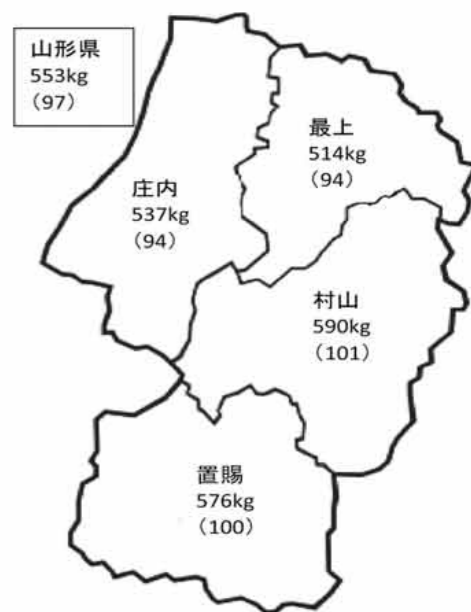 山形県
553kg
（97）
最上
514kg
（94）
庄内
537kg
（94）
村山
590kg
（101）
置賜
576kg
（100）